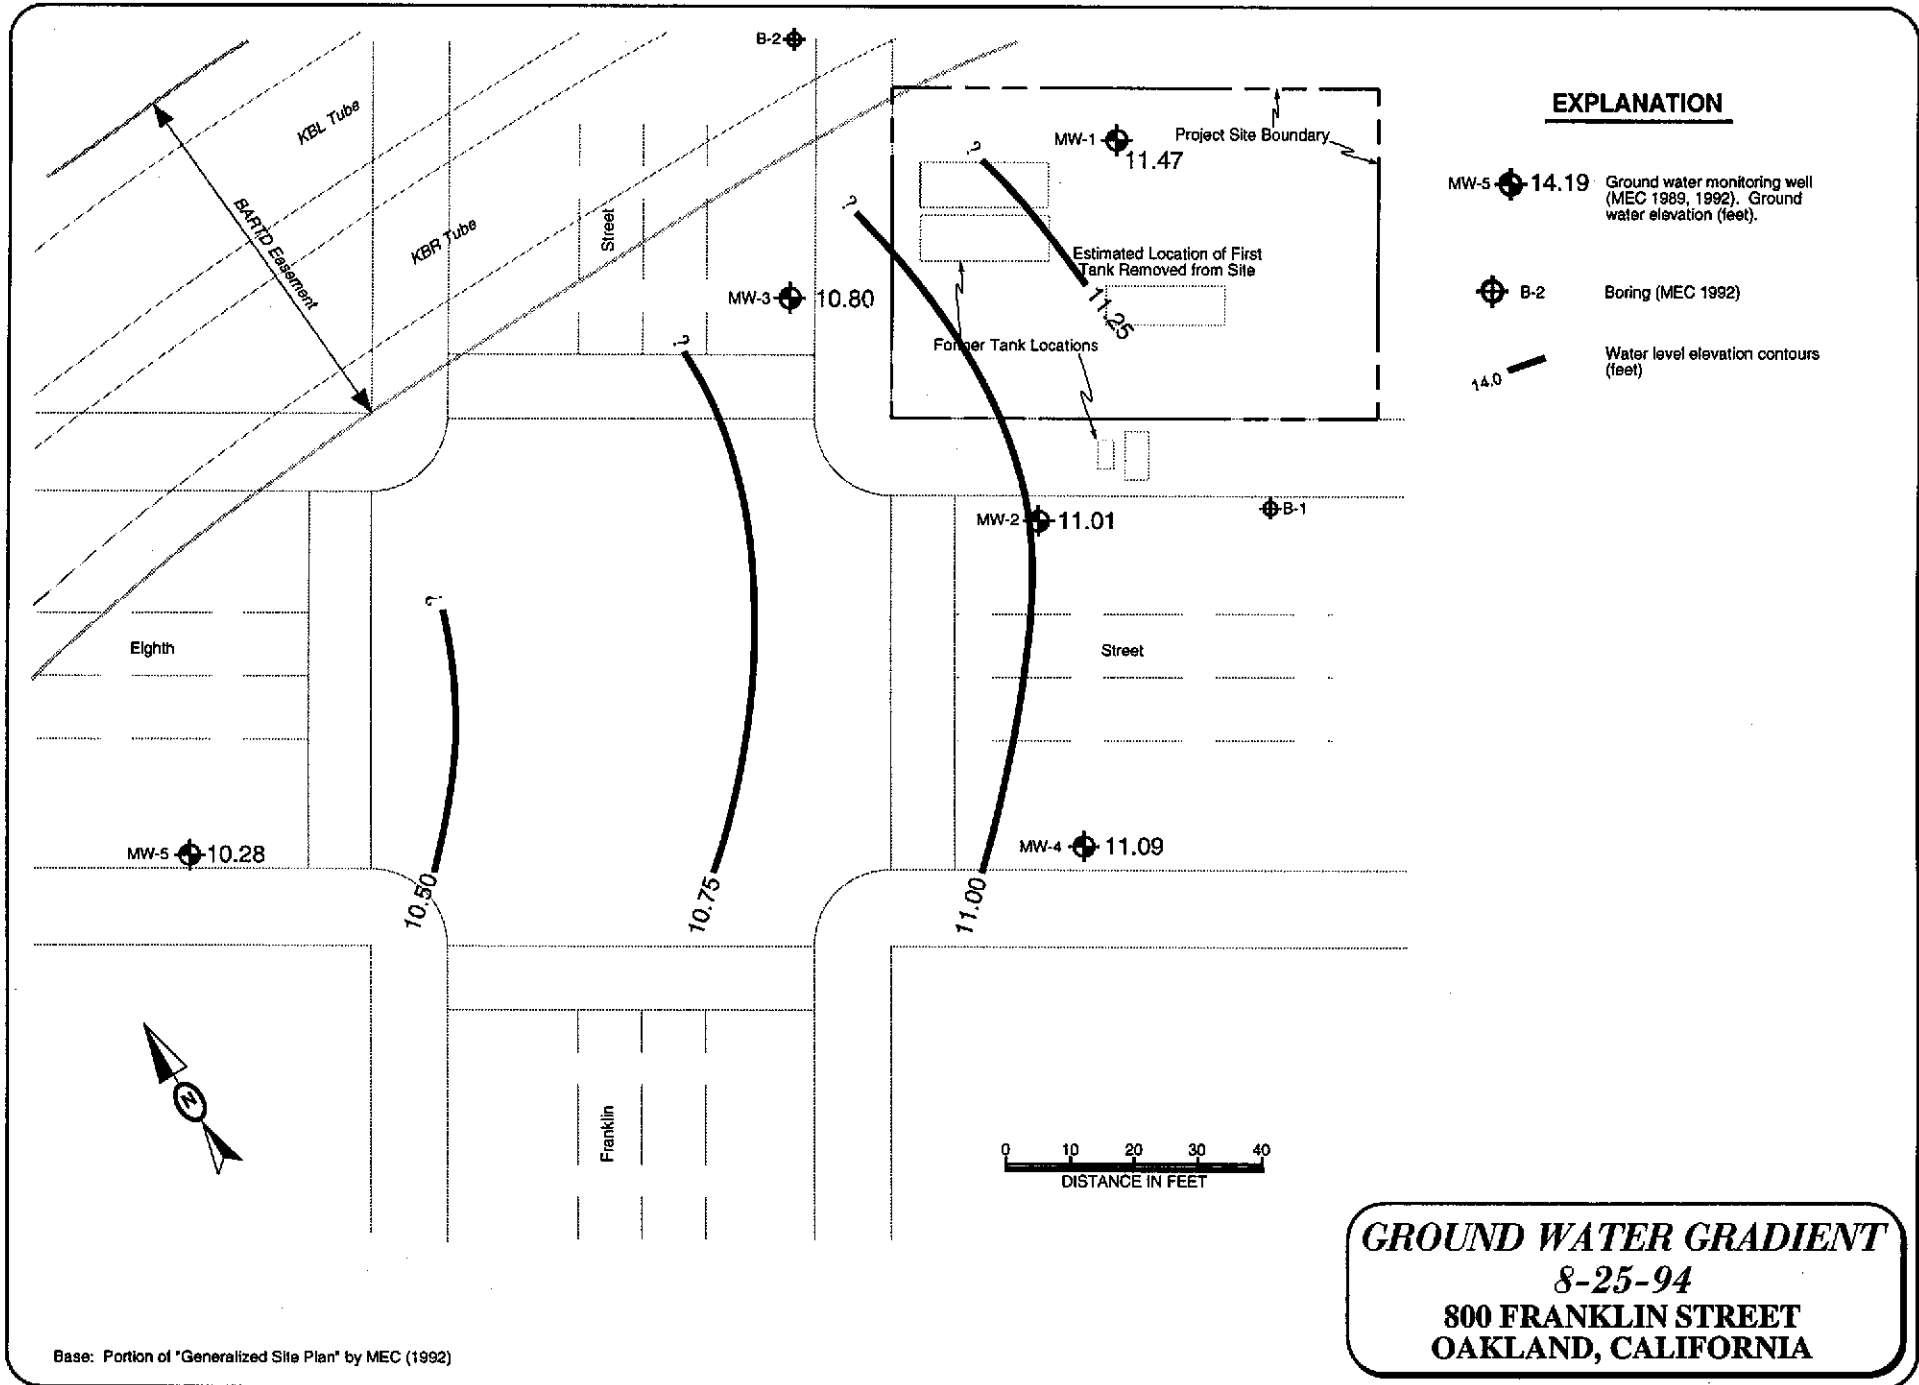 B-2
KBL Tube
BARTD Easement
KBR Tube
Street
MW-1
11.47
Project Site Boundary
?
?
Estimated Location of First
Tank Removed from Site
11.25
MW-3 10.80
Former Tank Locations
?
MW-2 11.01
B-1
?
Eighth
Street
MW-5 10.28
MW-4 11.09
10.50
10.75
11.00
N
Franklin
0 10 20 30 40
DISTANCE IN FEET
EXPLANATION
MW-5 14.19 Ground water monitoring well
(MEC 1989, 1992). Ground
water elevation (feet).
B-2 Boring (MEC 1992)
14.0 Water level elevation contours
(feet)
GROUND WATER GRADIENT
8-25-94
800 FRANKLIN STREET
OAKLAND, CALIFORNIA
Base: Portion of "Generalized Site Plan" by MEC (1992)